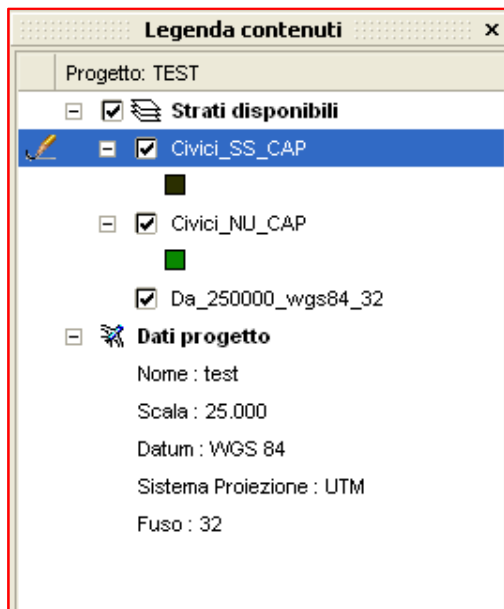 Legenda contenuti
Progetto: TEST
Strati disponibili
Civici_SS_CAP
Civici_NU_CAP
Da_250000_wgs84_32
Dati progetto
Nome : test
Scala : 25.000
Datum : WGS 84
Sistema Proiezione : UTM
Fuso : 32